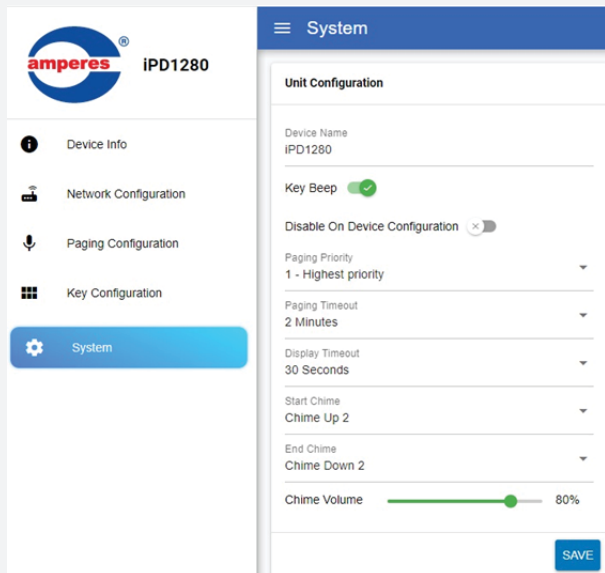 amperes
®
iPD1280
Device Info
Network Configuration
Paging Configuration
Key Configuration
System
System
Unit Configuration
Device Name
iPD1280
Key Beep
Disable On Device Configuration
Paging Priority
1 - Highest priority
Paging Timeout
2 Minutes
Display Timeout
30 Seconds
Start Chime
Chime Up 2
End Chime
Chime Down 2
Chime Volume 80%
SAVE